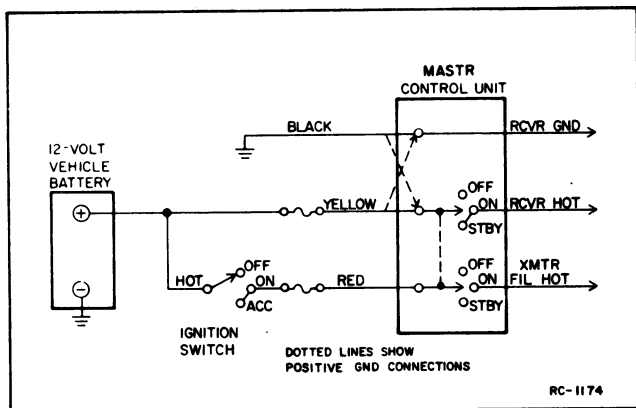 MASTR
CONTROL UNIT
BLACK
RCVR GND
12-VOLT
VEHICLE
BATTERY
+
OFF
YELLOW
ON
RCVR HOT
STBY
−
HOT
OFF
ON
ACC
RED
OFF
ON
XMTR
FIL HOT
STBY
IGNITION
SWITCH
DOTTED LINES SHOW
POSITIVE GND CONNECTIONS
RC-1174